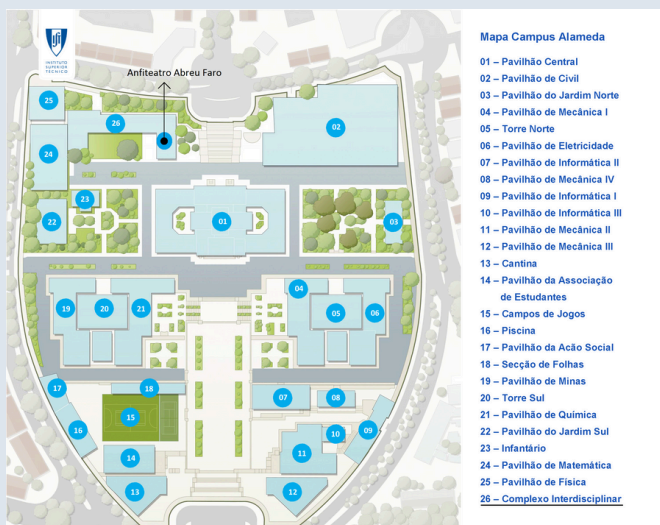 INSTITUTO
SUPERIOR
TÉCNICO
Anfiteatro Abreu Faro
25
26
02
24
23
22
01
03
04
19
20
21
05
06
17
18
07
08
15
16
10
09
14
11
13
12
Mapa Campus Alameda
01 – Pavilhão Central
02 – Pavilhão de Civil
03 – Pavilhão do Jardim Norte
04 – Pavilhão de Mecânica I
05 – Torre Norte
06 – Pavilhão de Eletricidade
07 – Pavilhão de Informática II
08 – Pavilhão de Mecânica IV
09 – Pavilhão de Informática I
10 – Pavilhão de Informática III
11 – Pavilhão de Mecânica II
12 – Pavilhão de Mecânica III
13 – Cantina
14 – Pavilhão da Associação
de Estudantes
15 – Campos de Jogos
16 – Piscina
17 – Pavilhão da Acão Social
18 – Secção de Folhas
19 – Pavilhão de Minas
20 – Torre Sul
21 – Pavilhão de Química
22 – Pavilhão do Jardim Sul
23 – Infantário
24 – Pavilhão de Matemática
25 – Pavilhão de Física
26 – Complexo Interdisciplinar